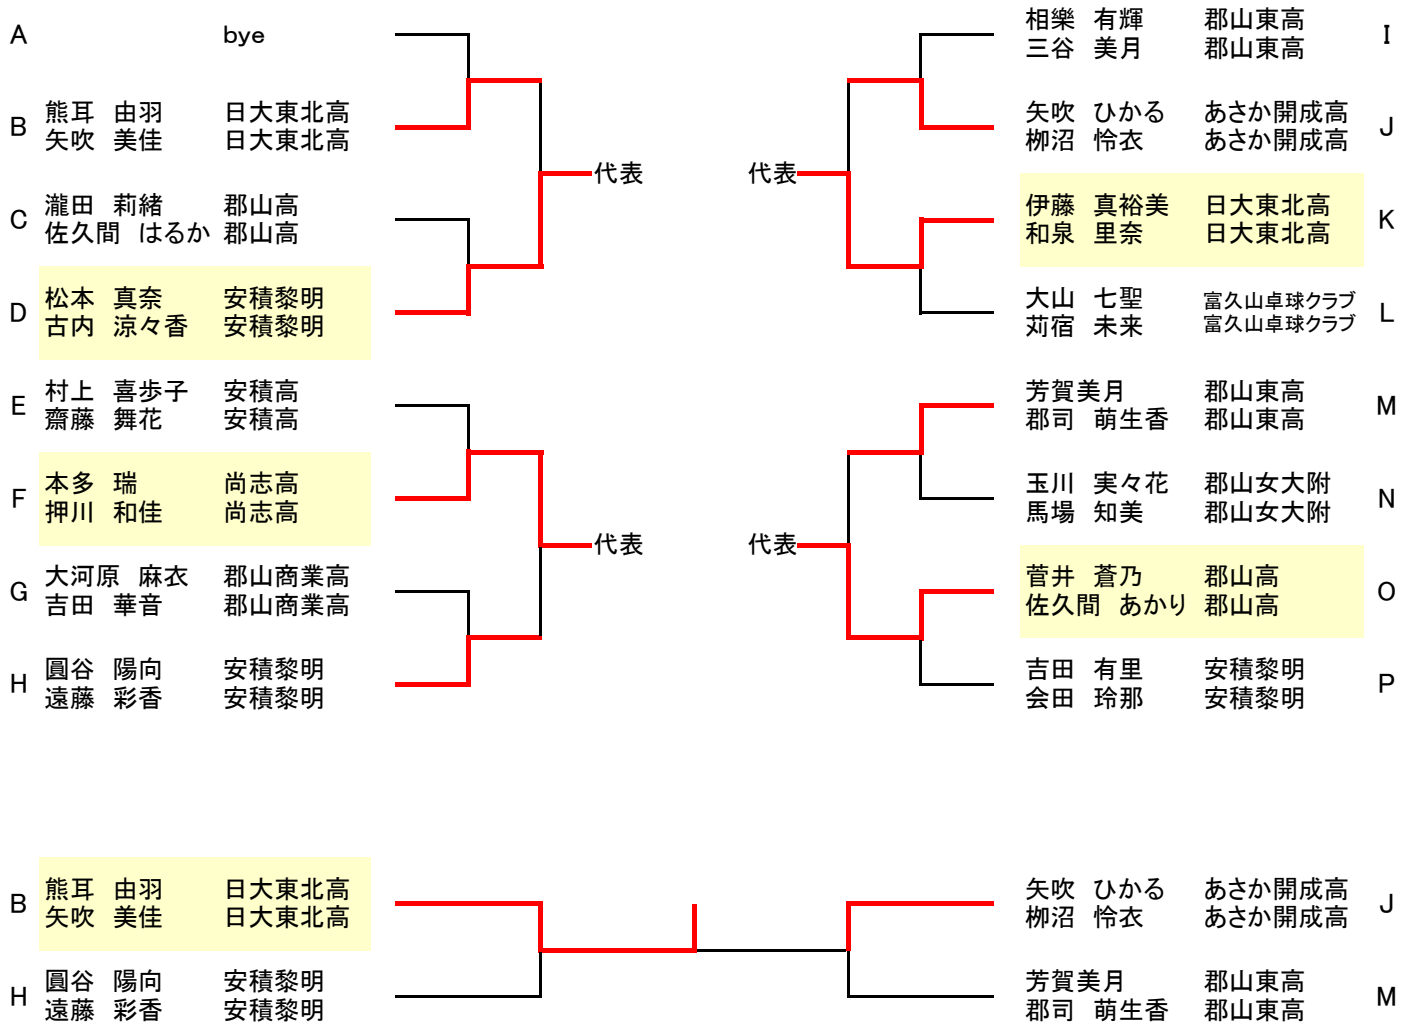 A bye
B 熊耳 由羽 日大東北高
矢吹 美佳 日大東北高
C 瀧田 莉緒 郡山高
佐久間 はるか 郡山高
D 松本 真奈 安積黎明
古内 涼々香 安積黎明
E 村上 喜歩子 安積高
齋藤 舞花 安積高
F 本多 瑞 尚志高
押川 和佳 尚志高
G 大河原 麻衣 郡山商業高
吉田 華音 郡山商業高
H 圓谷 陽向 安積黎明
遠藤 彩香 安積黎明
代表
代表
代表
代表
相樂 有輝 郡山東高 I
三谷 美月 郡山東高
矢吹 ひかる あさか開成高 J
栁沼 怜衣 あさか開成高
伊藤 真裕美 日大東北高 K
和泉 里奈 日大東北高
大山 七聖 富久山卓球クラブ L
苅宿 未来 富久山卓球クラブ
芳賀美月 郡山東高 M
郡司 萌生香 郡山東高
玉川 実々花 郡山女大附 N
馬場 知美 郡山女大附
菅井 蒼乃 郡山高 O
佐久間 あかり 郡山高
吉田 有里 安積黎明 P
会田 玲那 安積黎明
B 熊耳 由羽 日大東北高
矢吹 美佳 日大東北高
H 圓谷 陽向 安積黎明
遠藤 彩香 安積黎明
矢吹 ひかる あさか開成高 J
栁沼 怜衣 あさか開成高
芳賀美月 郡山東高 M
郡司 萌生香 郡山東高